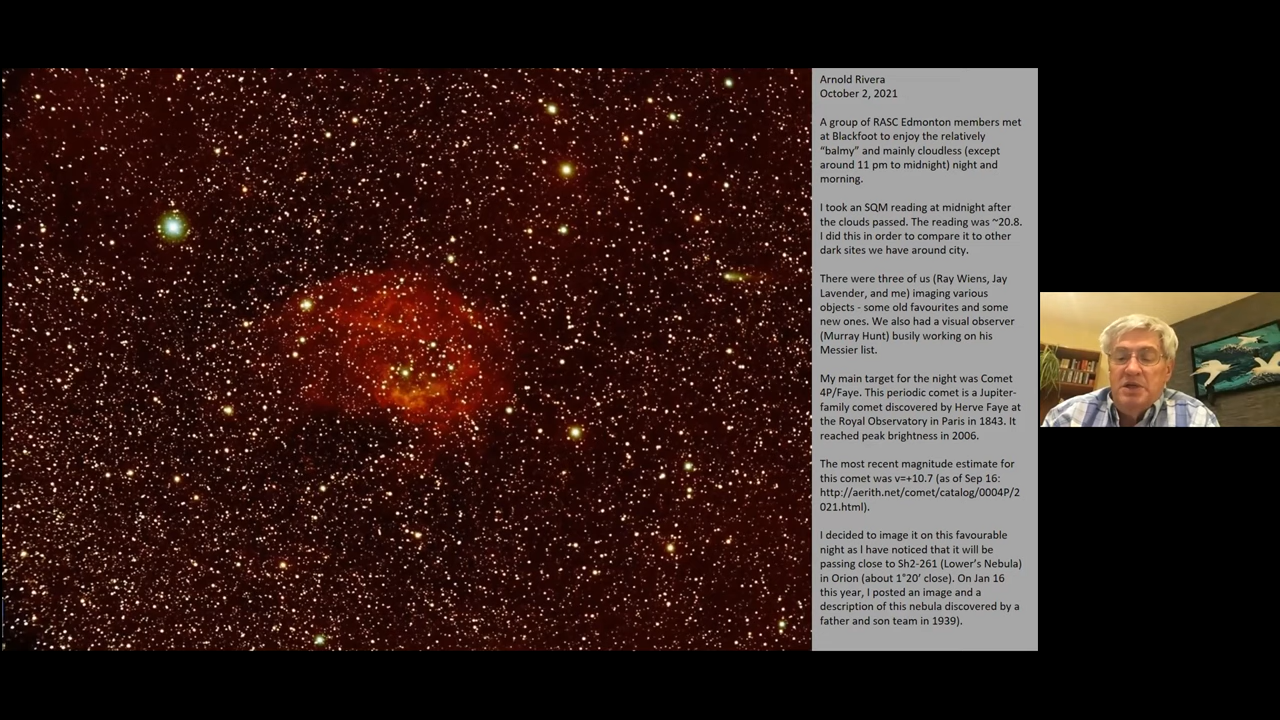 Arnold Rivera
October 2, 2021
A group of RASC Edmonton members met
at Blackfoot to enjoy the relatively
“balmy” and mainly cloudless (except
around 11 pm to midnight) night and
morning.
I took an SQM reading at midnight after
the clouds passed. The reading was ~20.8.
I did this in order to compare it to other
dark sites we have around city.
There were three of us (Ray Wiens, Jay
Lavender, and me) imaging various
objects - some old favourites and some
new ones. We also had a visual observer
(Murray Hunt) busily working on his
Messier list.
My main target for the night was Comet
4P/Faye. This periodic comet is a Jupiter-
family comet discovered by Herve Faye at
the Royal Observatory in Paris in 1843. It
reached peak brightness in 2006.
The most recent magnitude estimate for
this comet was v=+10.7 (as of Sep 16:
http://aerith.net/comet/catalog/0004P/2
021.html).
I decided to image it on this favourable
night as I have noticed that it will be
passing close to Sh2-261 (Lower’s Nebula)
in Orion (about 1°20’ close). On Jan 16
this year, I posted an image and a
description of this nebula discovered by a
father and son team in 1939).